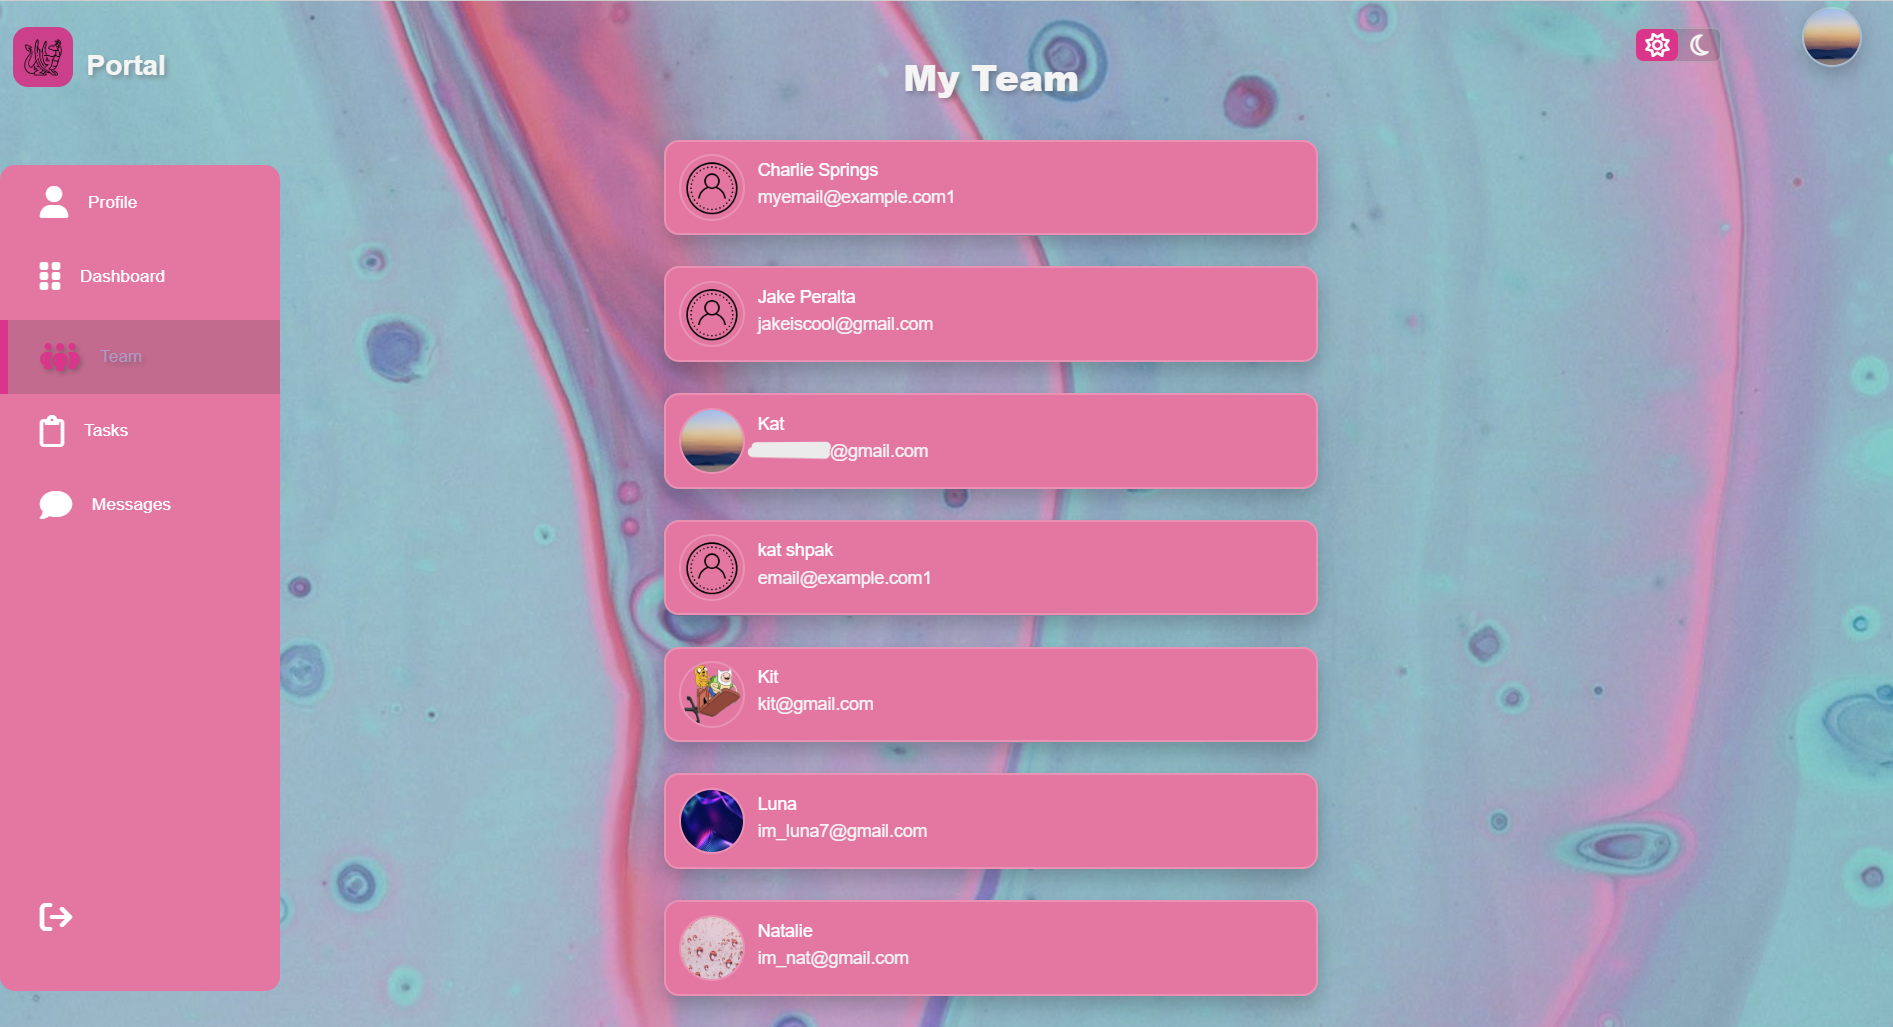 Portal
My Team
Profile
Dashboard
Team
Tasks
Messages
Charlie Springs
myemail@example.com1
Jake Peralta
jakeiscool@gmail.com
Kat
@gmail.com
kat shpak
email@example.com1
Kit
kit@gmail.com
Luna
im_luna7@gmail.com
Natalie
im_nat@gmail.com